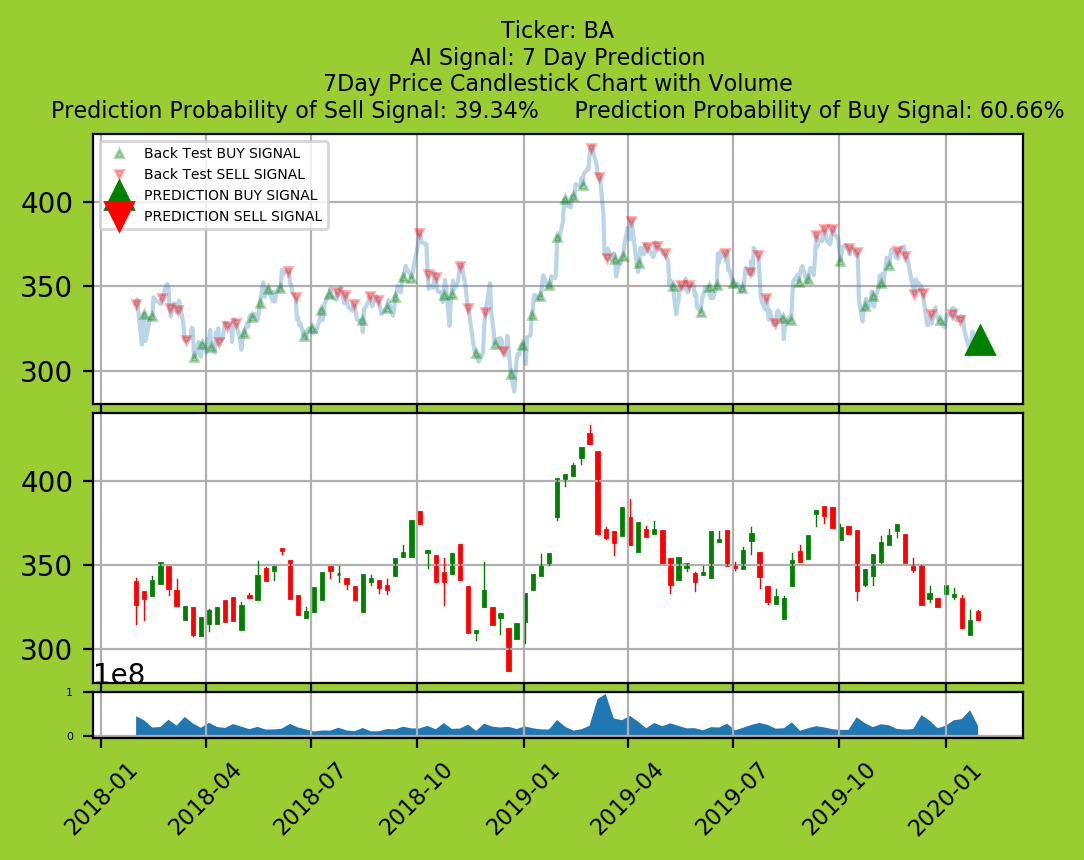 Ticker: BA
AI Signal: 7 Day Prediction
7Day Price Candlestick Chart with Volume
Prediction Probability of Sell Signal: 39.34% Prediction Probability of Buy Signal: 60.66%
Back Test BUY SIGNAL
Back Test SELL SIGNAL
PREDICTION BUY SIGNAL
PREDICTION SELL SIGNAL
400
350
300
400
350
300
1e8
1
0
2018-01 2018-04 2018-07 2018-10 2019-01 2019-04 2019-07 2019-10 2020-01